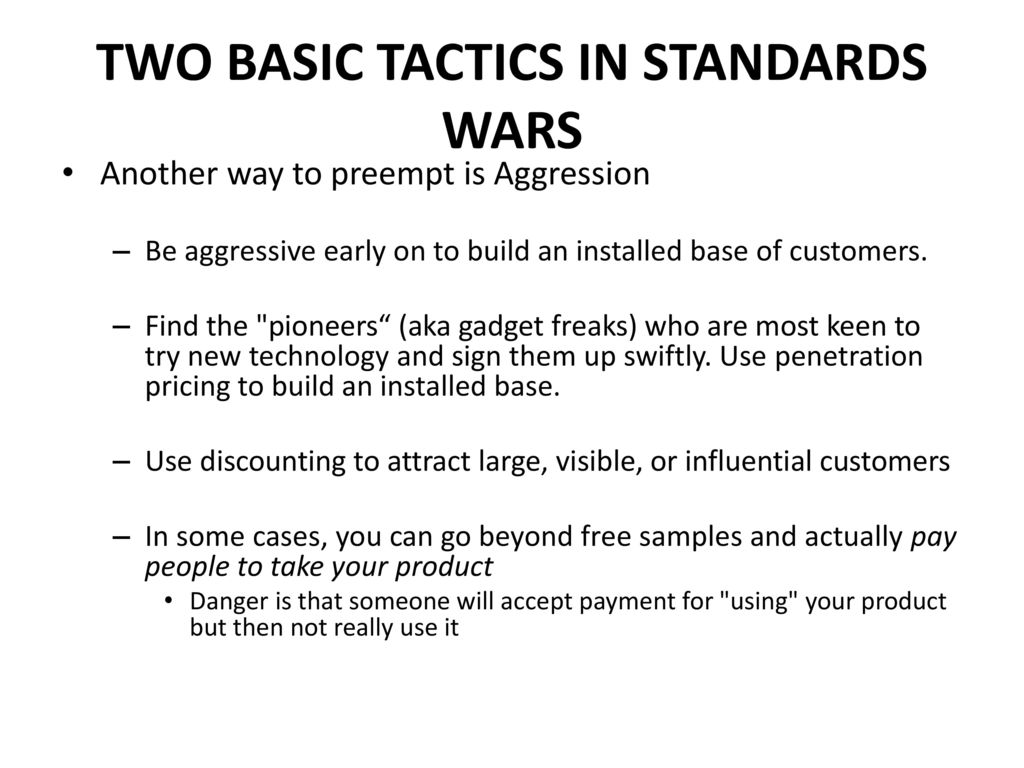 TWO BASIC TACTICS IN STANDARDS
WARS
• Another way to preempt is Aggression
– Be aggressive early on to build an installed base of customers.
– Find the "pioneers“ (aka gadget freaks) who are most keen to
try new technology and sign them up swiftly. Use penetration
pricing to build an installed base.
– Use discounting to attract large, visible, or influential customers
– In some cases, you can go beyond free samples and actually pay
people to take your product
• Danger is that someone will accept payment for "using" your product
but then not really use it